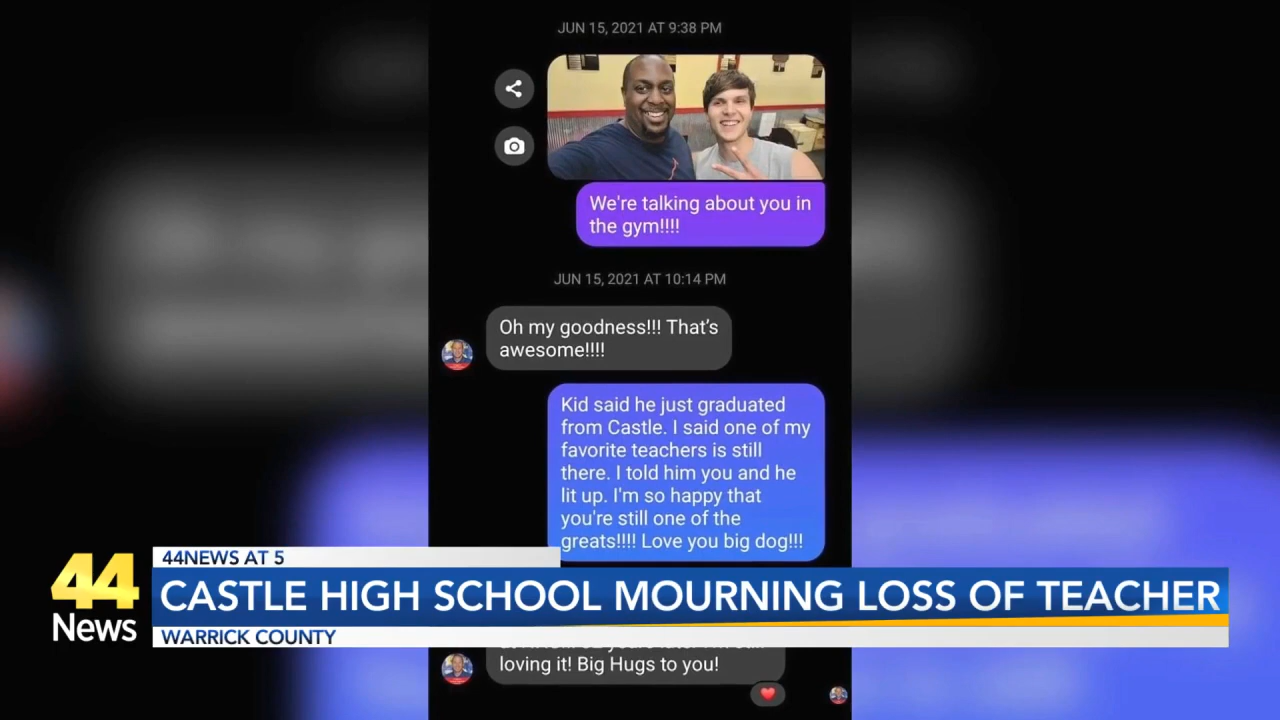 JUN 15, 2021 AT 9:38 PM
We're talking about you in
the gym!!!!
JUN 15, 2021 AT 10:14 PM
Oh my goodness!!! That's
awesome!!!!
Kid said he just graduated
from Castle. I said one of my
favorite teachers is still
there. I told him you and he
lit up. I'm so happy that
you're still one of the
greats!!!! Love you big dog!!!
loving it! Big Hugs to you!
44NEWS AT 5
44
News
CASTLE HIGH SCHOOL MOURNING LOSS OF TEACHER
WARRICK COUNTY